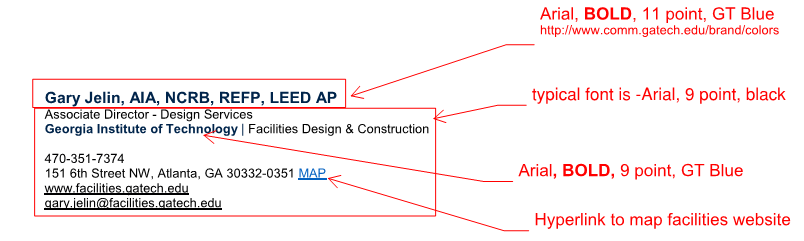 Arial, BOLD, 11 point, GT Blue
http://www.comm.gatech.edu/brand/colors
Gary Jelin, AIA, NCRB, REFP, LEED AP
typical font is -Arial, 9 point, black
Associate Director - Design Services
Georgia Institute of Technology | Facilities Design & Construction
470-351-7374
Arial, BOLD, 9 point, GT Blue
151 6th Street NW, Atlanta, GA 30332-0351 MAP
www.facilities.gatech.edu
gary.jelin@facilities.gatech.edu
Hyperlink to map facilities website